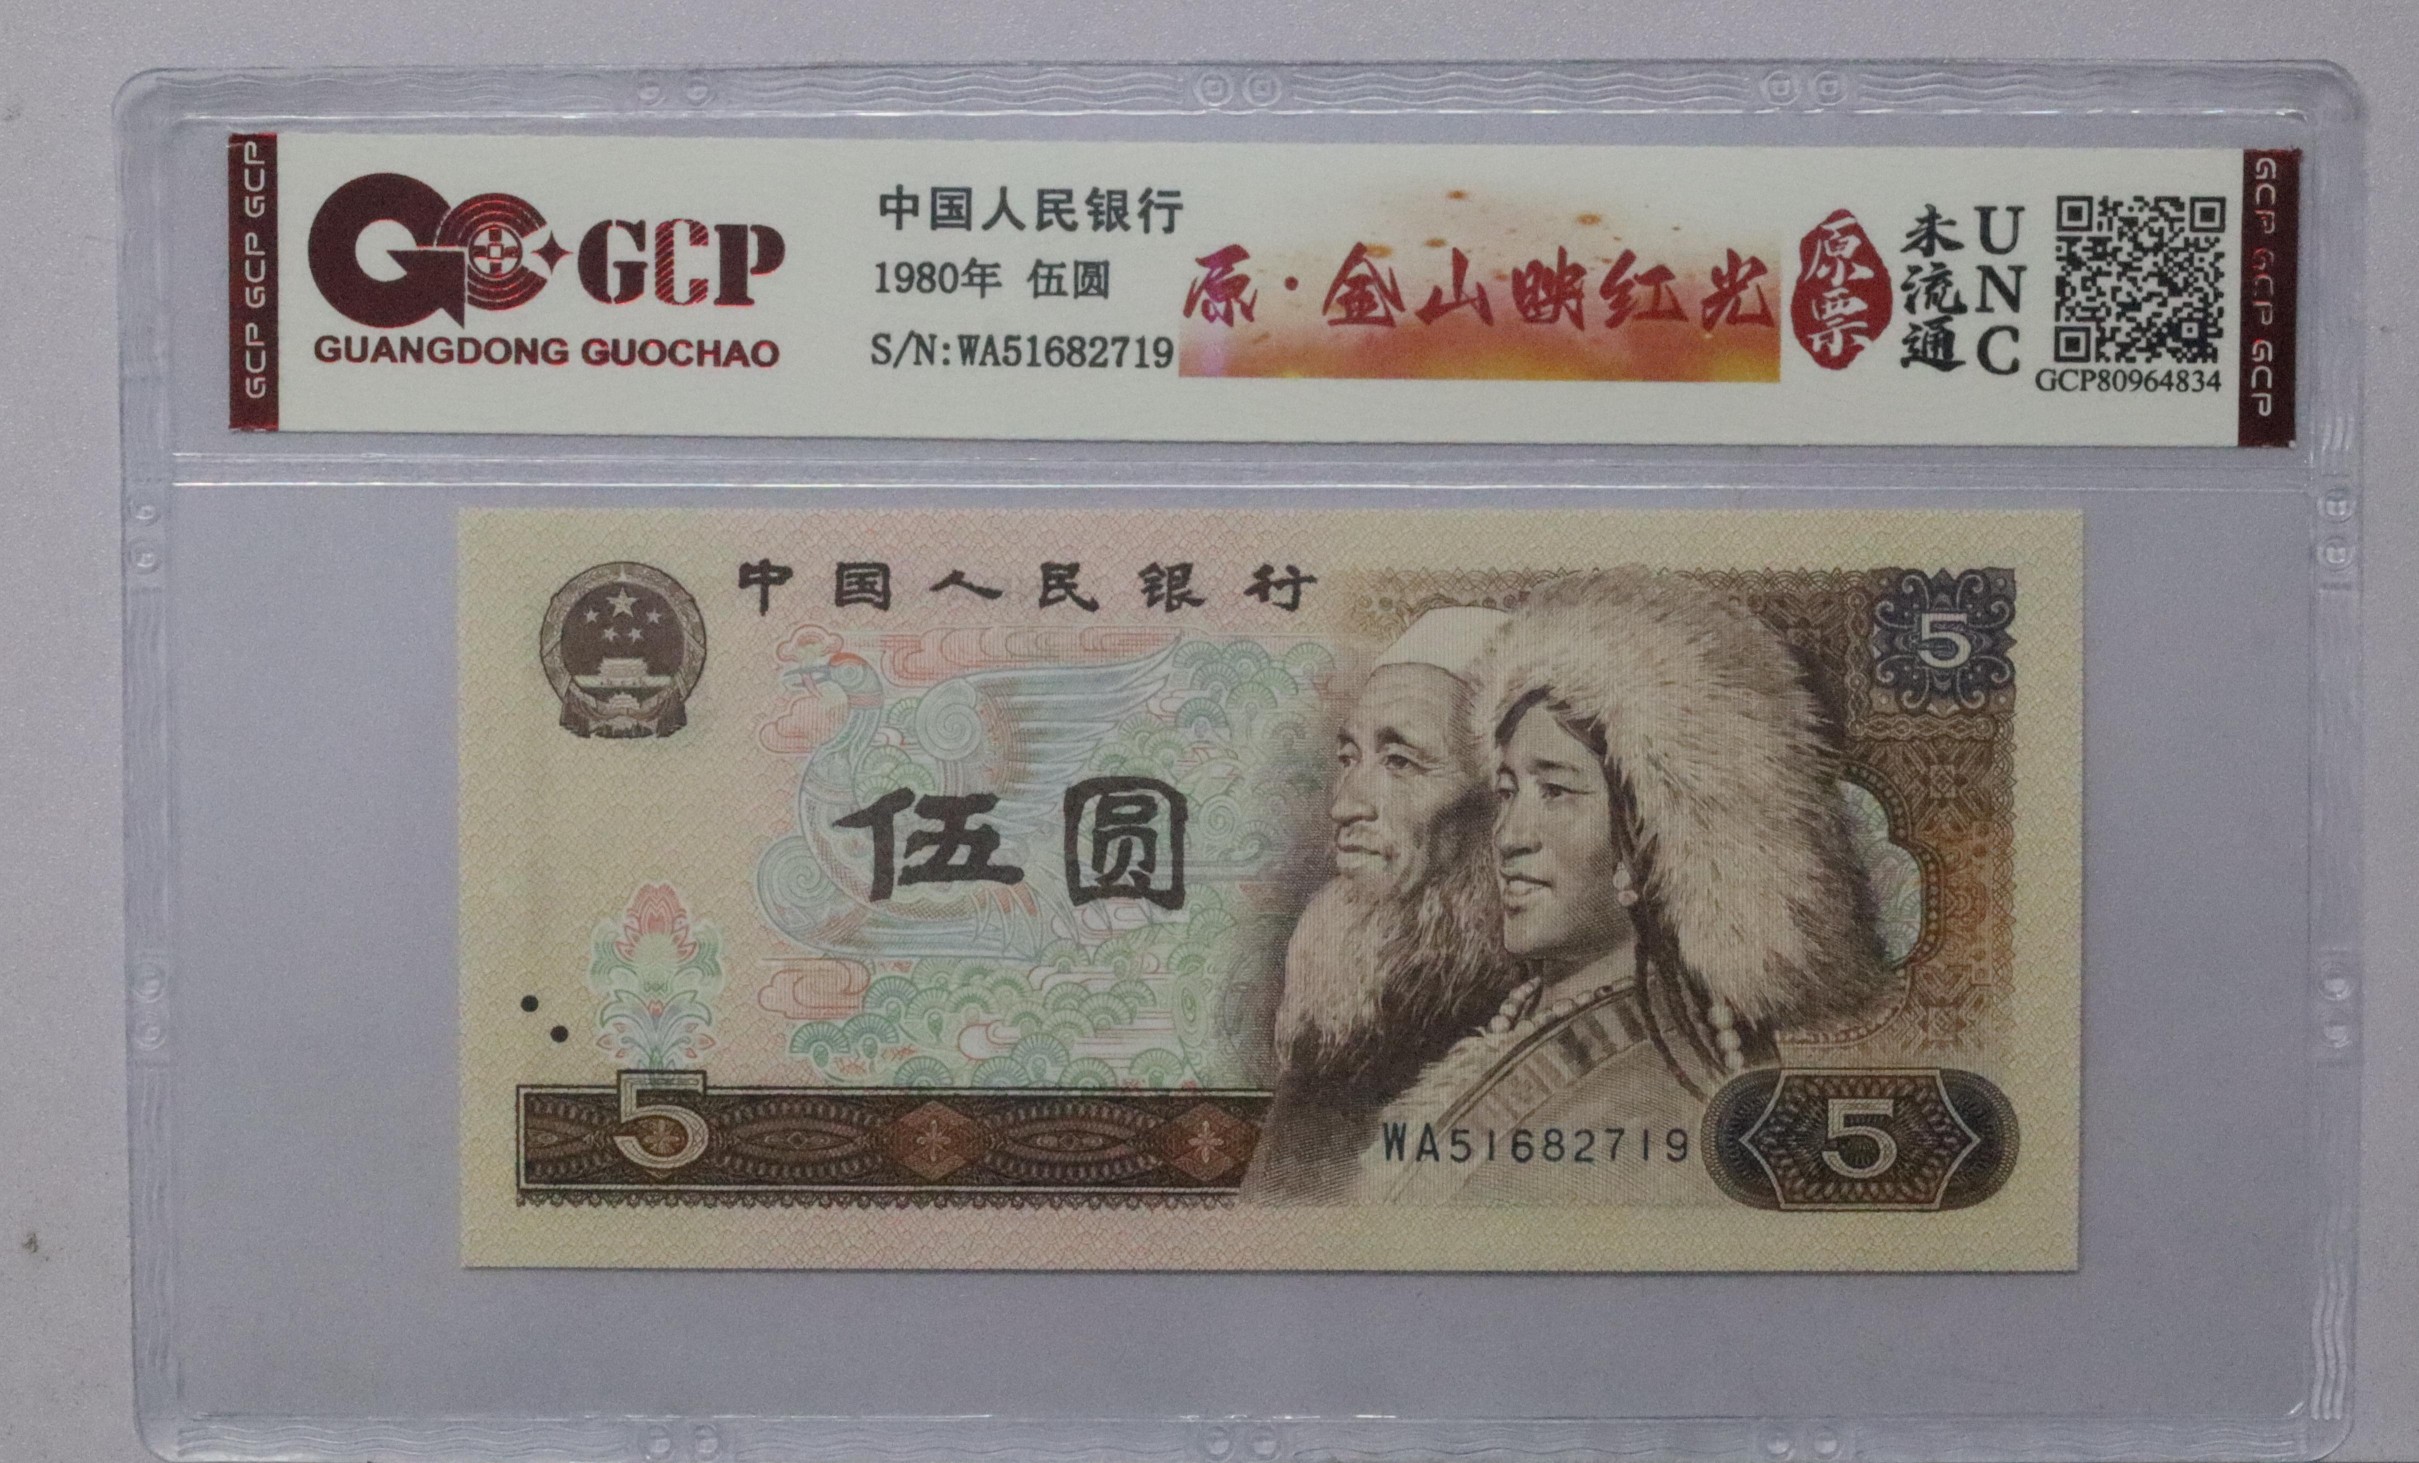 GCP GCP GCP
GCP
GUANGDONG GUOCHAO
中国人民银行
1980年 伍圆
S/N:WA51682719
原·金山映红光
原票
未流通
UNC
GCP80964834
GCP GCP GCP
中国人民银行
5
伍圆
5
WA51682719
5